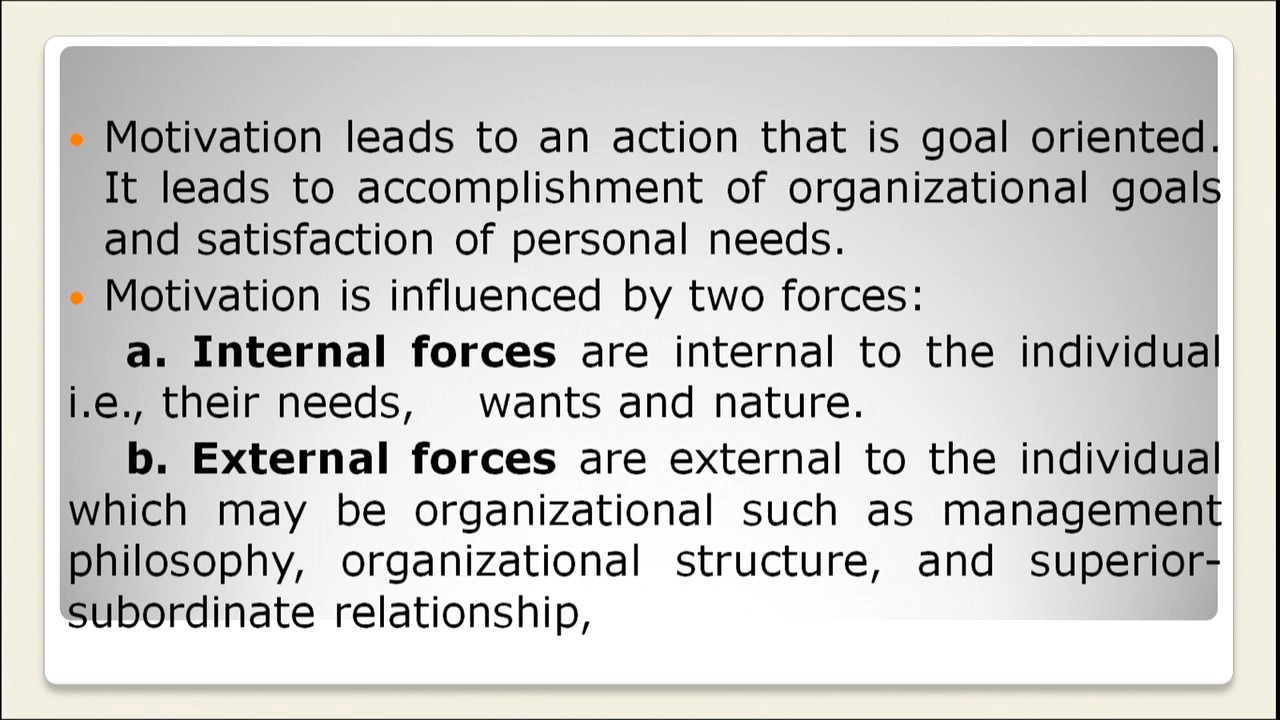 Motivation leads to an action that is goal oriented.
It leads to accomplishment of organizational goals
and satisfaction of personal needs.
Motivation is influenced by two forces:
a. Internal forces are internal to the individual
i.e., their needs, wants and nature.
b. External forces are external to the individual
which may be organizational such as management
philosophy, organizational structure, and superior-
subordinate relationship,